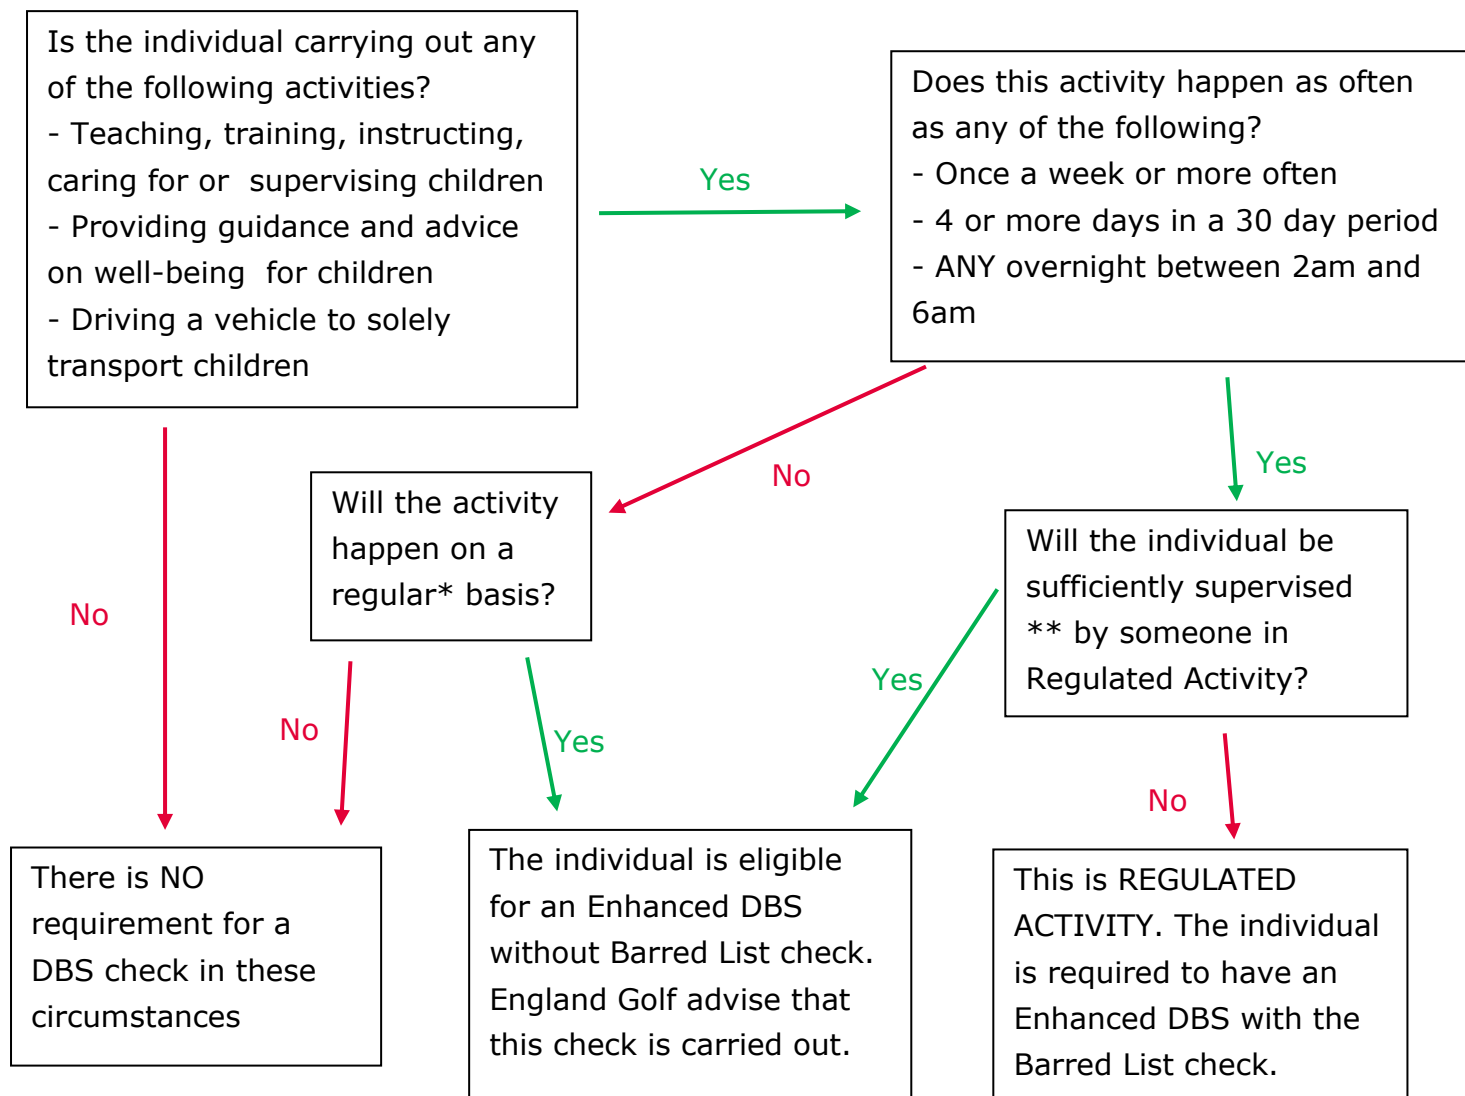 Is the individual carrying out any
of the following activities?
- Teaching, training, instructing,
caring for or supervising children
- Providing guidance and advice
on well-being for children
- Driving a vehicle to solely
transport children
Yes
Does this activity happen as often
as any of the following?
- Once a week or more often
- 4 or more days in a 30 day period
- ANY overnight between 2am and
6am
No
Yes
Will the activity
happen on a
regular* basis?
Will the individual be
sufficiently supervised
** by someone in
Regulated Activity?
No
No
Yes
Yes
No
There is NO
requirement for a
DBS check in these
circumstances
The individual is eligible
for an Enhanced DBS
without Barred List check.
England Golf advise that
this check is carried out.
This is REGULATED
ACTIVITY. The individual
is required to have an
Enhanced DBS with the
Barred List check.